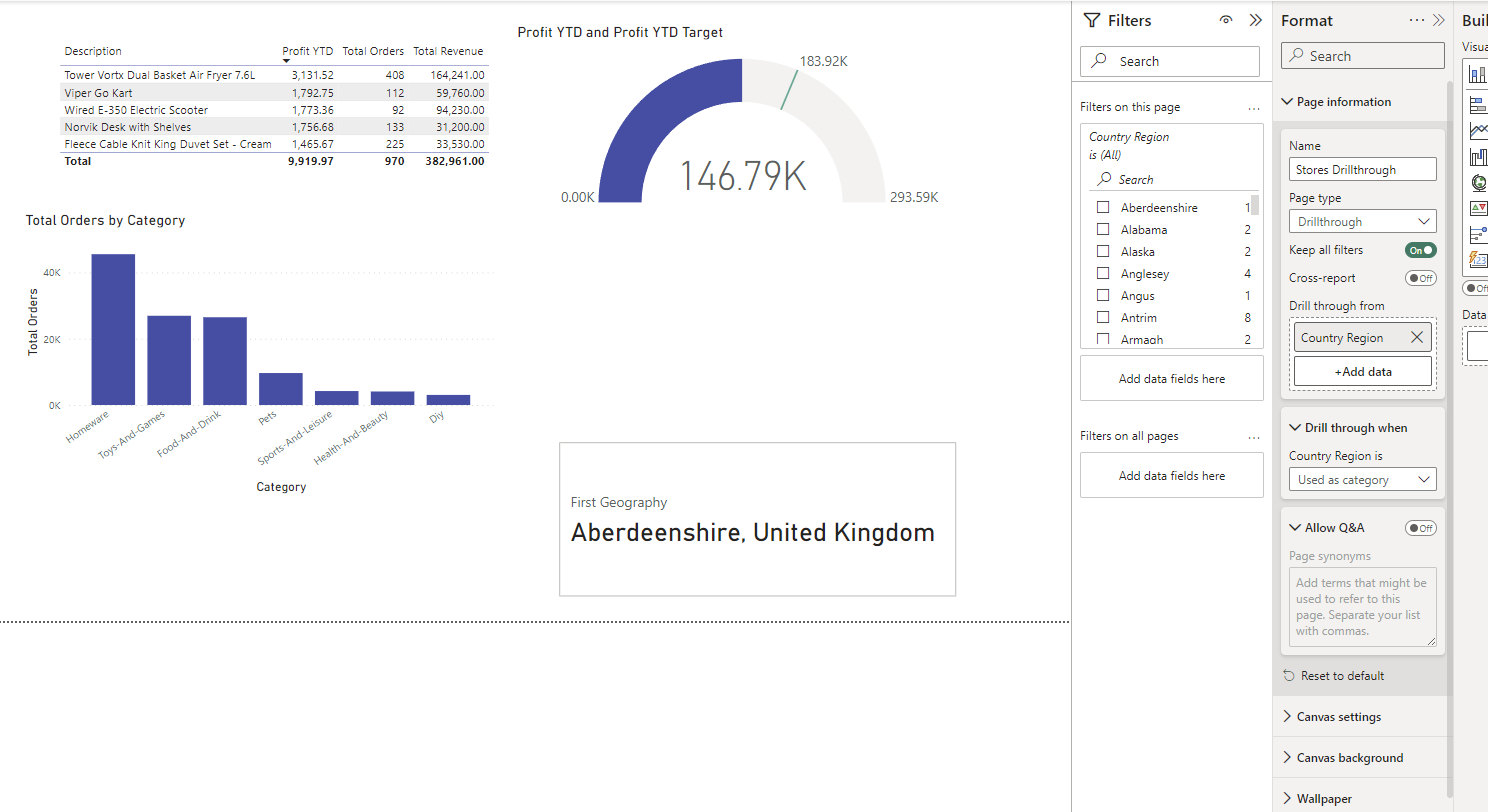 Description Profit YTD Total Orders Total Revenue
Tower Vortx Dual Basket Air Fryer 7.6L 3,131.52 408 164,241.00
Viper Go Kart 1,792.75 112 59,760.00
Wired E-350 Electric Scooter 1,773.36 92 94,230.00
Norvik Desk with Shelves 1,756.68 133 31,200.00
Fleece Cable Knit King Duvet Set - Cream 1,465.67 225 33,530.00
Total 9,919.97 970 382,961.00
Profit YTD and Profit YTD Target
183.92K
146.79K
0.00K
293.59K
Total Orders by Category
Total Orders
40K
20K
0K
Homeware
Toys-And-Games
Food-And-Drink
Pets
Sports-And-Leisure
Health-And-Beauty
Diy
Category
First Geography
Aberdeenshire, United Kingdom
Filters
Search
Filters on this page ...
Country Region
is (All)
Search
Aberdeenshire 1
Alabama 2
Alaska 2
Anglesey 4
Angus 1
Antrim 8
Armagh 2
Add data fields here
Filters on all pages ...
Add data fields here
Format ...
Search
Page information
Name
Stores Drillthrough
Page type
Drillthrough
Keep all filters On
Cross-report Off
Drill through from
Country Region
+Add data
Drill through when
Country Region is
Used as category
Allow Q&A Off
Page synonyms
Add terms that might be
used to refer to this
page. Separate your list
with commas.
Reset to default
Canvas settings
Canvas background
Wallpaper
Data